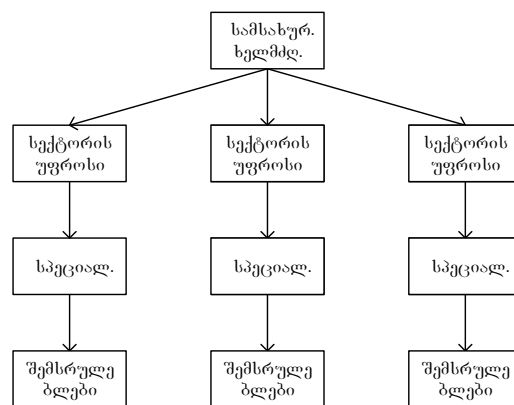 სამსახურ.
ხელმძღ.
სექტორის სექტორის სექტორის
უფროსი უფროსი უფროსი
სპეციალ. სპეციალ. სპეციალ.
შემსრულე შემსრულე შემსრულე
ბლები ბლები ბლები